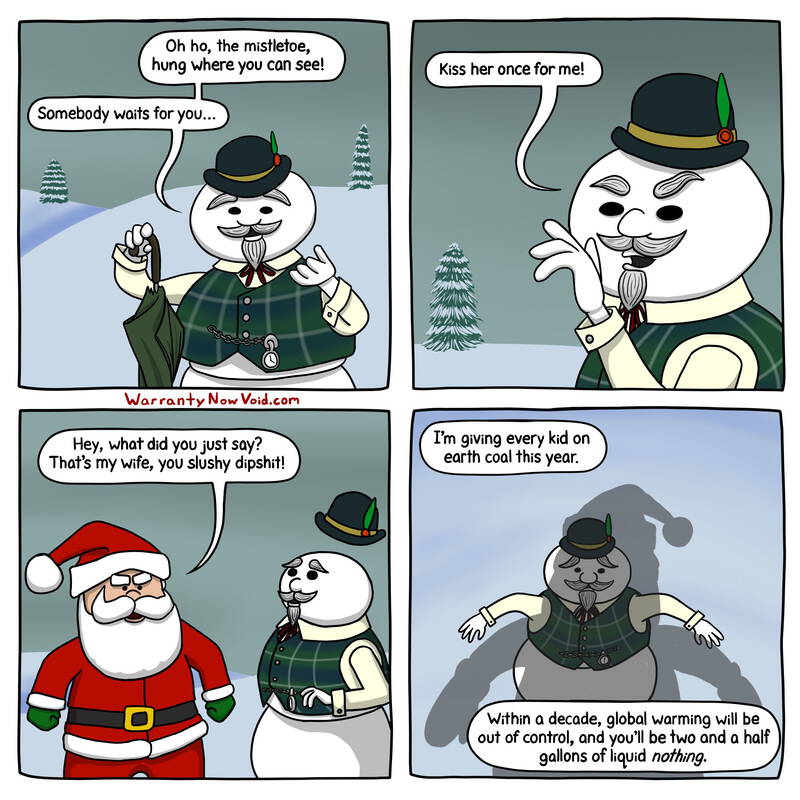 Oh ho, the mistletoe,
hung where you can see!
Somebody waits for you...
Kiss her once for me!
WarrantyNowVoid.com
Hey, what did you just say?
That's my wife, you slushy dipshit!
I'm giving every kid on
earth coal this year.
Within a decade, global warming will be
out of control, and you'll be two and a half
gallons of liquid nothing.